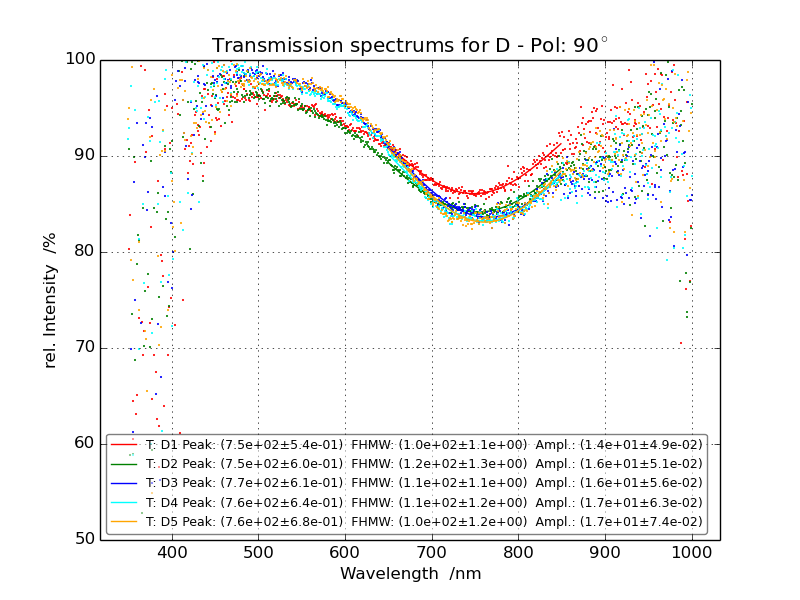 Transmission spectrums for D - Pol: 90°
100
90
80
70
60
50
rel. Intensity /%
T: D1 Peak: (7.5e+02±5.4e-01) FHMW: (1.0e+02±1.1e+00) Ampl.: (1.4e+01±4.9e-02)
T: D2 Peak: (7.5e+02±6.0e-01) FHMW: (1.2e+02±1.3e+00) Ampl.: (1.6e+01±5.1e-02)
T: D3 Peak: (7.7e+02±6.1e-01) FHMW: (1.1e+02±1.1e+00) Ampl.: (1.6e+01±5.6e-02)
T: D4 Peak: (7.6e+02±6.4e-01) FHMW: (1.1e+02±1.2e+00) Ampl.: (1.7e+01±6.3e-02)
T: D5 Peak: (7.6e+02±6.8e-01) FHMW: (1.0e+02±1.2e+00) Ampl.: (1.7e+01±7.4e-02)
400 500 600 700 800 900 1000
Wavelength /nm